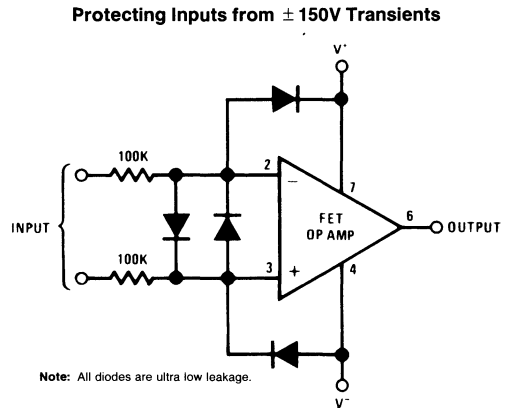 Protecting Inputs from ±150V Transients
V+
100K
2
−
7
INPUT
FET
OP AMP
6
OUTPUT
100K
3
+
4
Note: All diodes are ultra low leakage.
V−